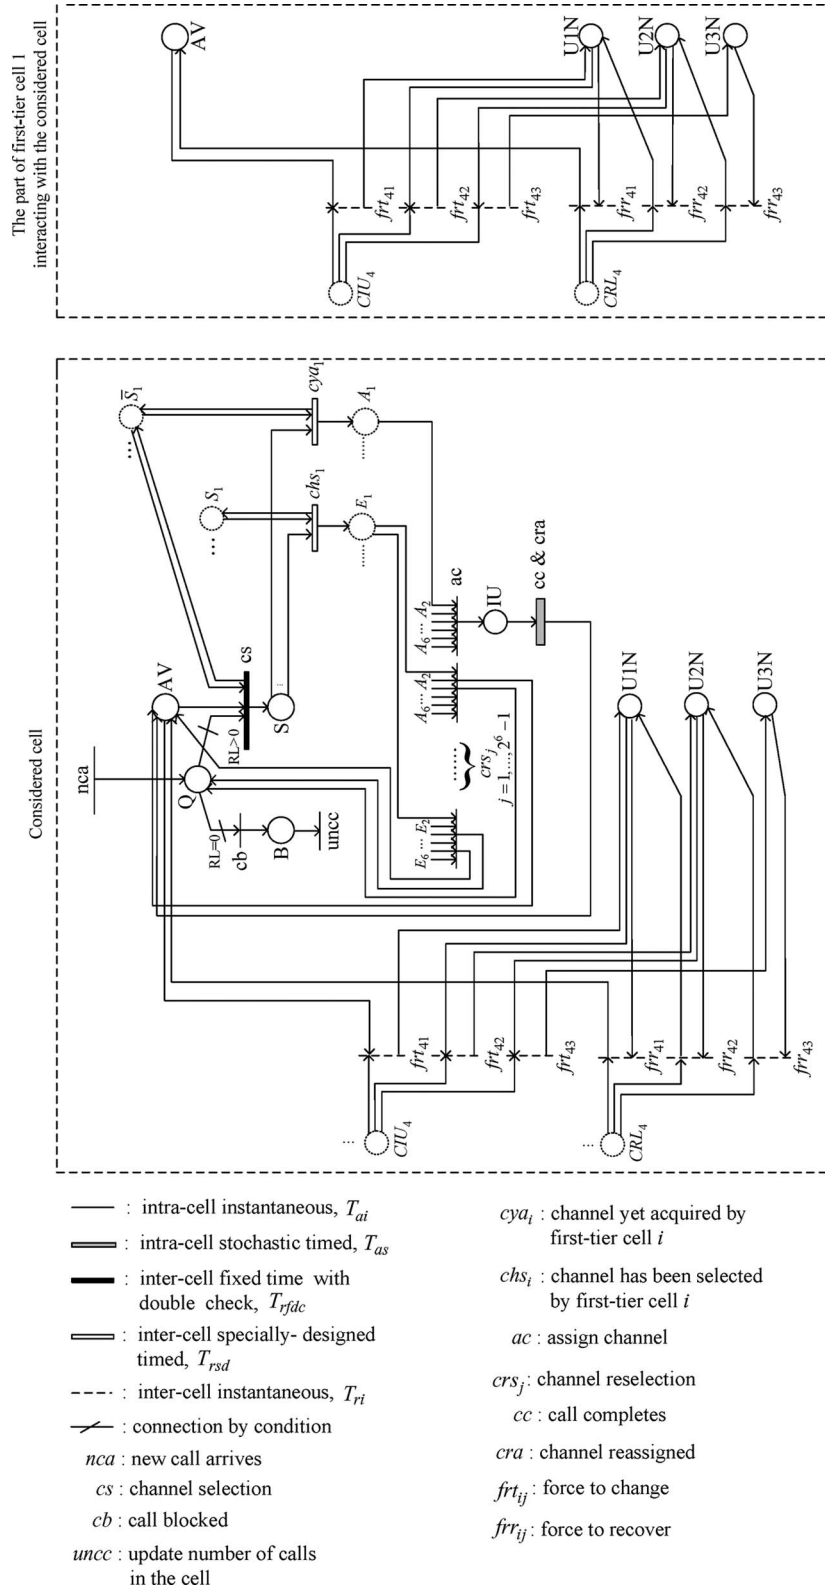 The part of first-tier cell 1
interacting with the considered cell
AV
U1N
U2N
U3N
frt41
frt42
frt43
frr41
frr42
frr43
CIU4
CRL4
Considered cell
nca
AV
Q
RL=0
RL>0
cs
cb
B
uncc
S
...
S̅1
...
S1
...
cya1
chs1
A1
......
E1
......
ac
A6 ... A2
A6 ... A2
E6 ... E2
......
crsj
j = 1,...,2^6 −1
IU
cc & cra
U1N
U2N
U3N
frt41
frt42
frt43
frr41
frr42
frr43
...
CIU4
...
CRL4
: intra-cell instantaneous, Tai
: intra-cell stochastic timed, Tas
: inter-cell fixed time with
double check, Trfdc
: inter-cell specially- designed
timed, Trsd
: inter-cell instantaneous, Tri
: connection by condition
nca : new call arrives
cs : channel selection
cb : call blocked
uncc : update number of calls
in the cell
cyai : channel yet acquired by
first-tier cell i
chsi : channel has been selected
by first-tier cell i
ac : assign channel
crsj : channel reselection
cc : call completes
cra : channel reassigned
frtij : force to change
frrij : force to recover